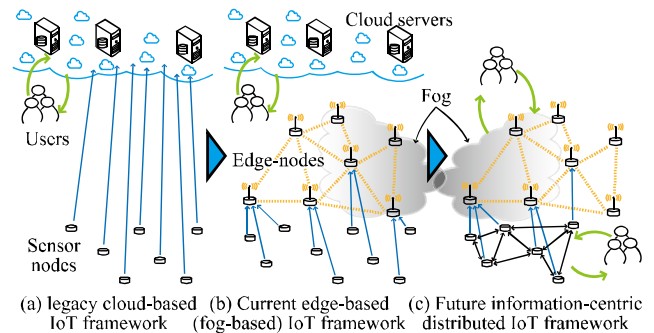 Cloud servers
Users
Fog
Edge-nodes
Sensor
nodes
(a) legacy cloud-based
IoT framework
(b) Current edge-based
(fog-based) IoT framework
(c) Future information-centric
distributed IoT framework